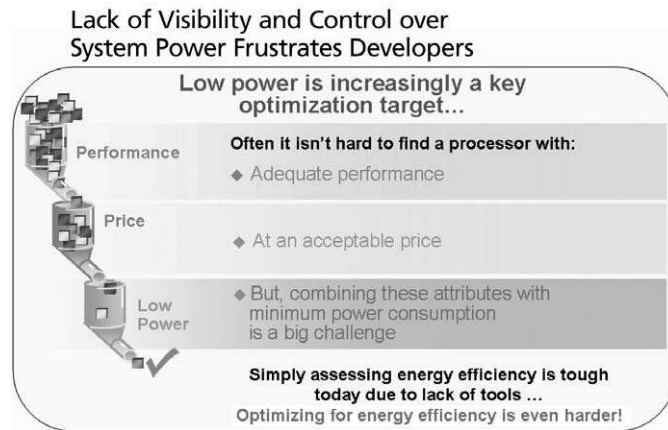 Lack of Visibility and Control over
System Power Frustrates Developers
Low power is increasingly a key
optimization target…
Performance
Often it isn't hard to find a processor with:
◆ Adequate performance
Price
◆ At an acceptable price
Low
Power
◆ But, combining these attributes with
minimum power consumption
is a big challenge
Simply assessing energy efficiency is tough
today due to lack of tools …
Optimizing for energy efficiency is even harder!